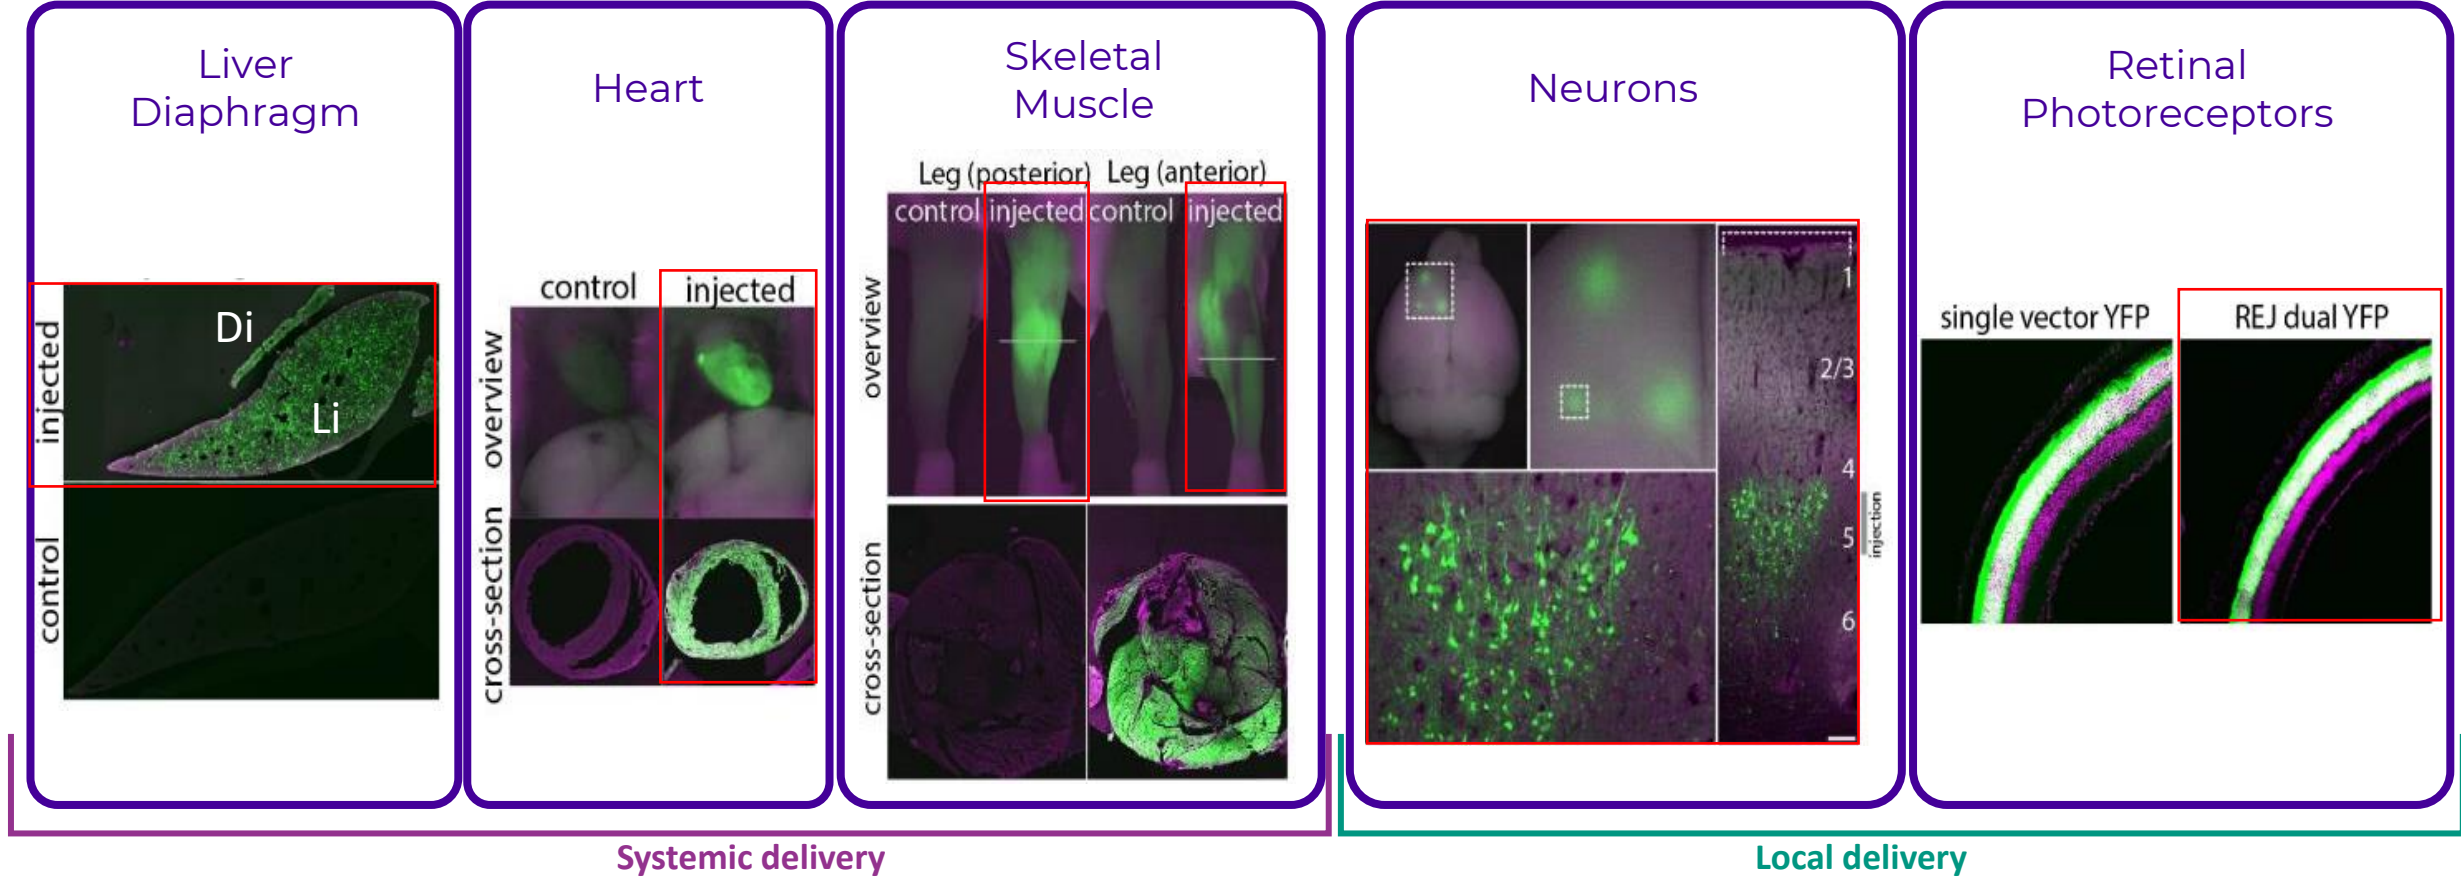 Liver
Diaphragm
injected
Di
Li
control
Heart
control
injected
overview
cross-section
Skeletal
Muscle
Leg (posterior)
Leg (anterior)
control
injected
control
injected
overview
cross-section
Neurons
1
2/3
4
5
6
injection
Retinal
Photoreceptors
single vector YFP
REJ dual YFP
Systemic delivery
Local delivery